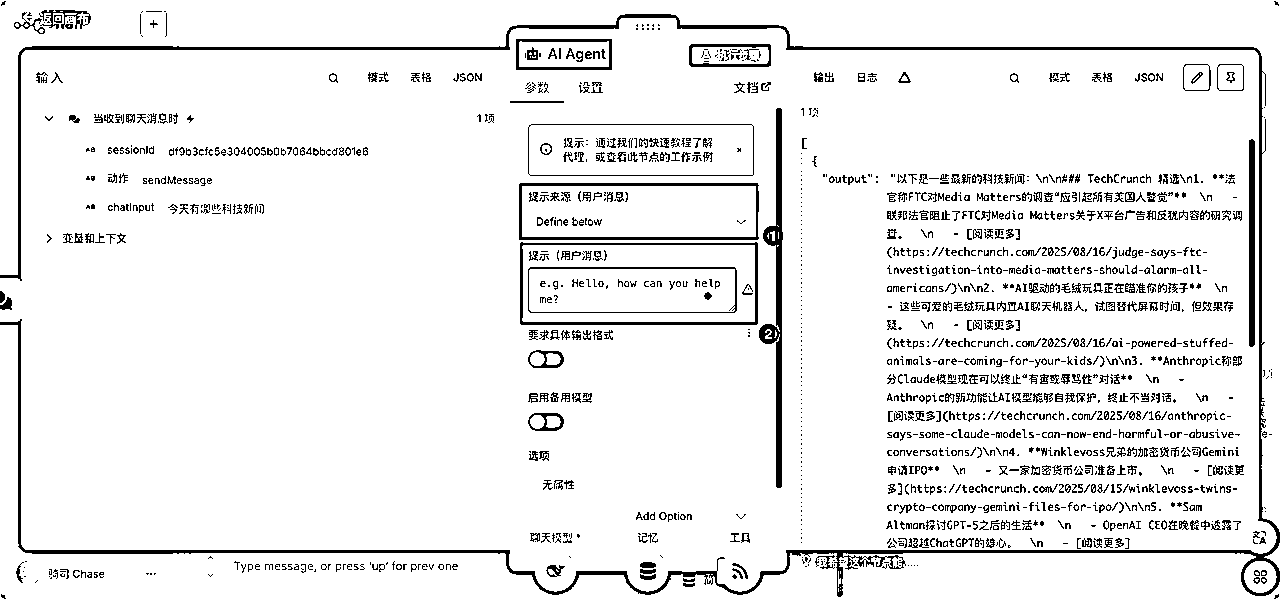 返回画布
+
输入
模式
表格
JSON
当收到聊天消息时
1 项
sessionId df9b3cfc5e304005b0b7064bbcd801e6
动作 sendMessage
chatInput 今天有哪些科技新闻
变量和上下文
AI Agent
执行步骤
参数
设置
文档
提示：通过我们的快速教程了解
代理，或查看此节点的工作示例
提示来源（用户消息）
Define below
1
提示（用户消息）
e.g. Hello, how can you help
me?
2
要求具体输出格式
启用备用模型
选项
无属性
Add Option
聊天模型 *
记忆
工具
输出
日志
模式
表格
JSON
1 项
[
{
"output": "以下是一些最新的科技新闻：\n\n### TechCrunch 精选\n1. **法
官称FTC对Media Matters的调查“应引起所有美国人警觉”** \n -
联邦法官阻止了FTC对Media Matters关于X平台广告和反犹内容的研究调
查。 \n - [阅读更多]
(https://techcrunch.com/2025/08/16/judge-says-ftc-
investigation-into-media-matters-should-alarm-all-
americans/)\n\n2. **AI驱动的毛绒玩具正在瞄准你的孩子** \n
- 这些可爱的毛绒玩具内置AI聊天机器人，试图替代屏幕时间，但效果存
疑。 \n - [阅读更多]
(https://techcrunch.com/2025/08/16/ai-powered-stuffed-
animals-are-coming-for-your-kids/)\n\n3. **Anthropic称部
分Claude模型现在可以终止“有害或辱骂性”对话** \n -
Anthropic的新功能让AI模型能够自我保护，终止不当对话。 \n -
[阅读更多](https://techcrunch.com/2025/08/16/anthropic-
says-some-claude-models-can-now-end-harmful-or-abusive-
conversations/)\n\n4. **Winklevoss兄弟的加密货币公司Gemini
申请IPO** \n - 又一家加密货币公司准备上市。 \n - [阅读更
多](https://techcrunch.com/2025/08/15/winklevoss-twins-
crypto-company-gemini-files-for-ipo/)\n\n5. **Sam
Altman探讨GPT-5之后的生活** \n - OpenAI CEO在晚餐中透露了
公司超越ChatGPT的雄心。 \n - [阅读更多]
骑司 Chase
Type message, or press 'up' for prev one
我希望这个节点能……